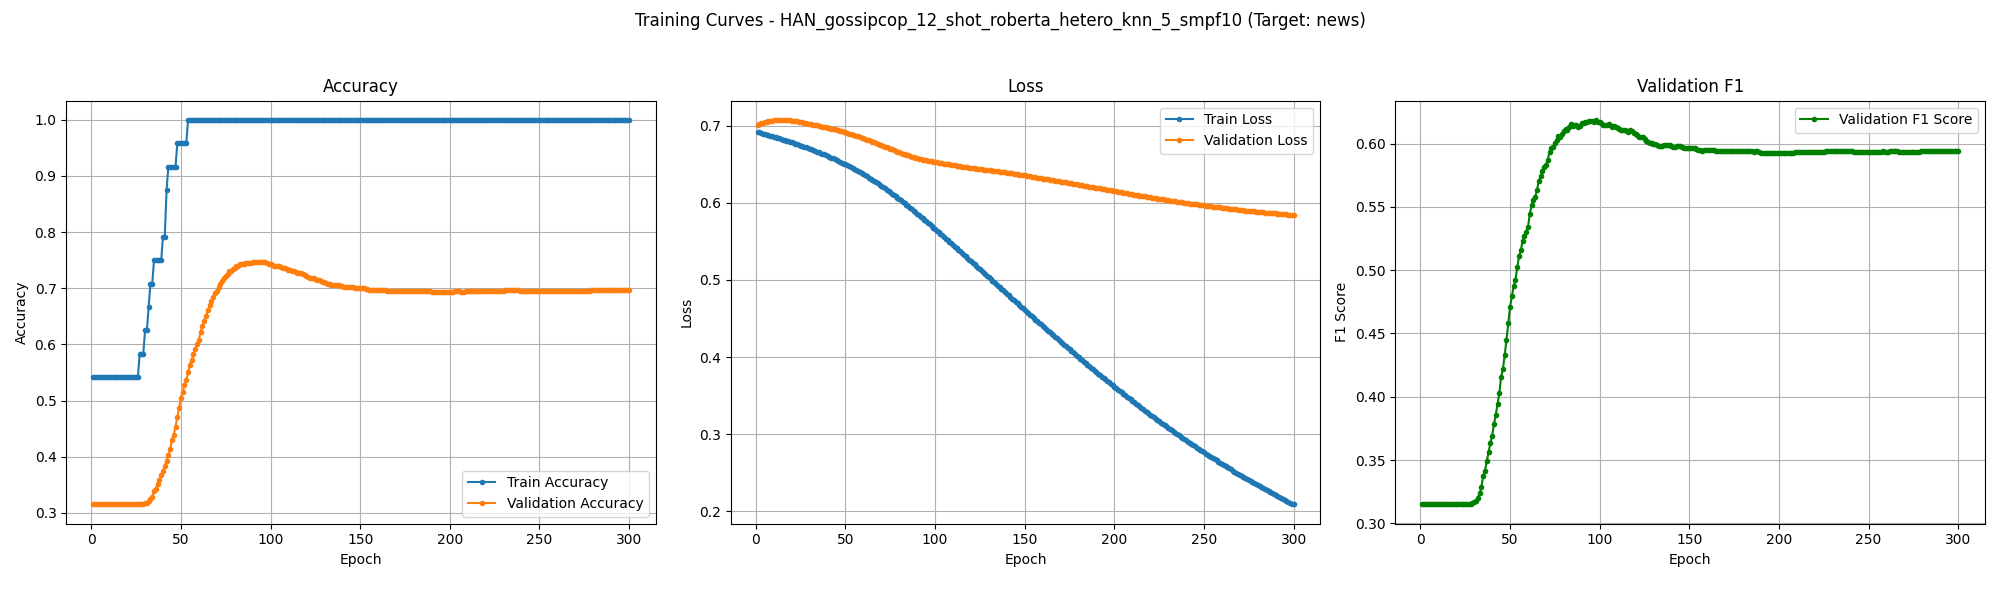 Training Curves - HAN_gossipcop_12_shot_roberta_hetero_knn_5_smpf10 (Target: news)
Accuracy
1.0
0.9
0.8
0.7
0.6
0.5
0.4
0.3
Accuracy
0 50 100 150 200 250 300
Epoch
Train Accuracy
Validation Accuracy
Loss
0.7
0.6
0.5
0.4
0.3
0.2
Loss
0 50 100 150 200 250 300
Epoch
Train Loss
Validation Loss
Validation F1
0.60
0.55
0.50
0.45
0.40
0.35
0.30
F1 Score
0 50 100 150 200 250 300
Epoch
Validation F1 Score